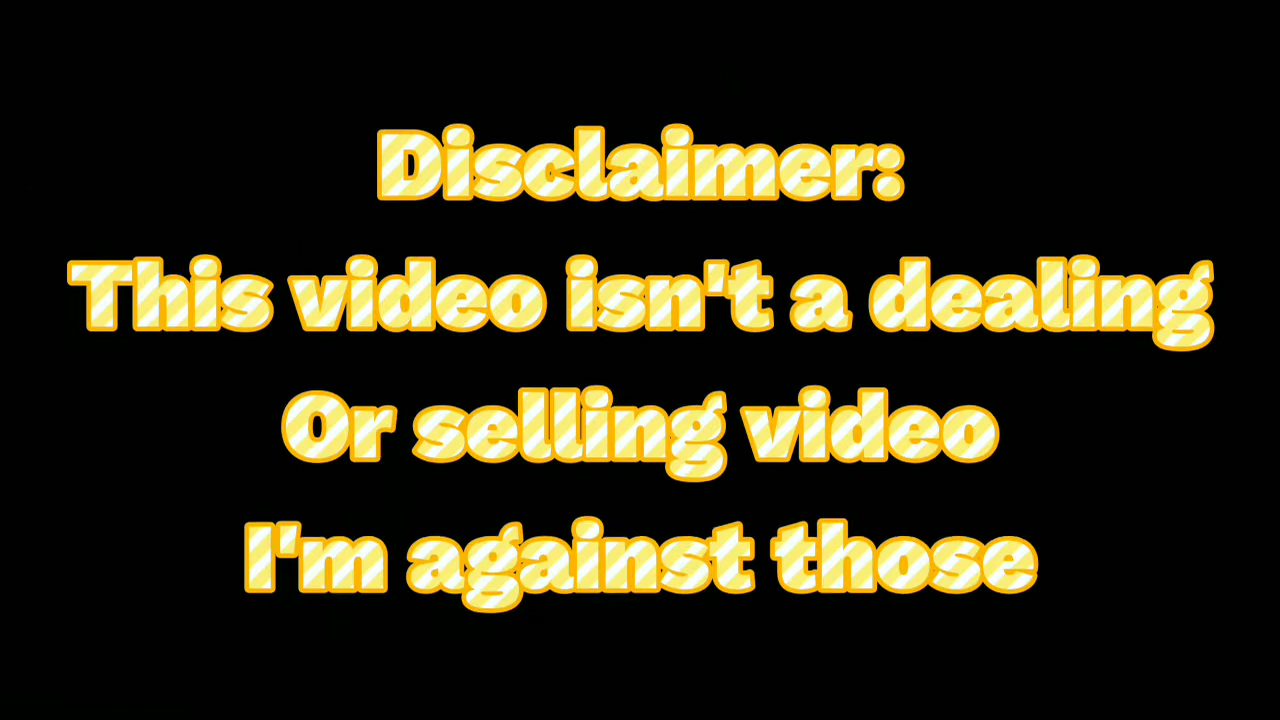 Disclaimer:
This video isn't a dealing
Or selling video
I'm against those